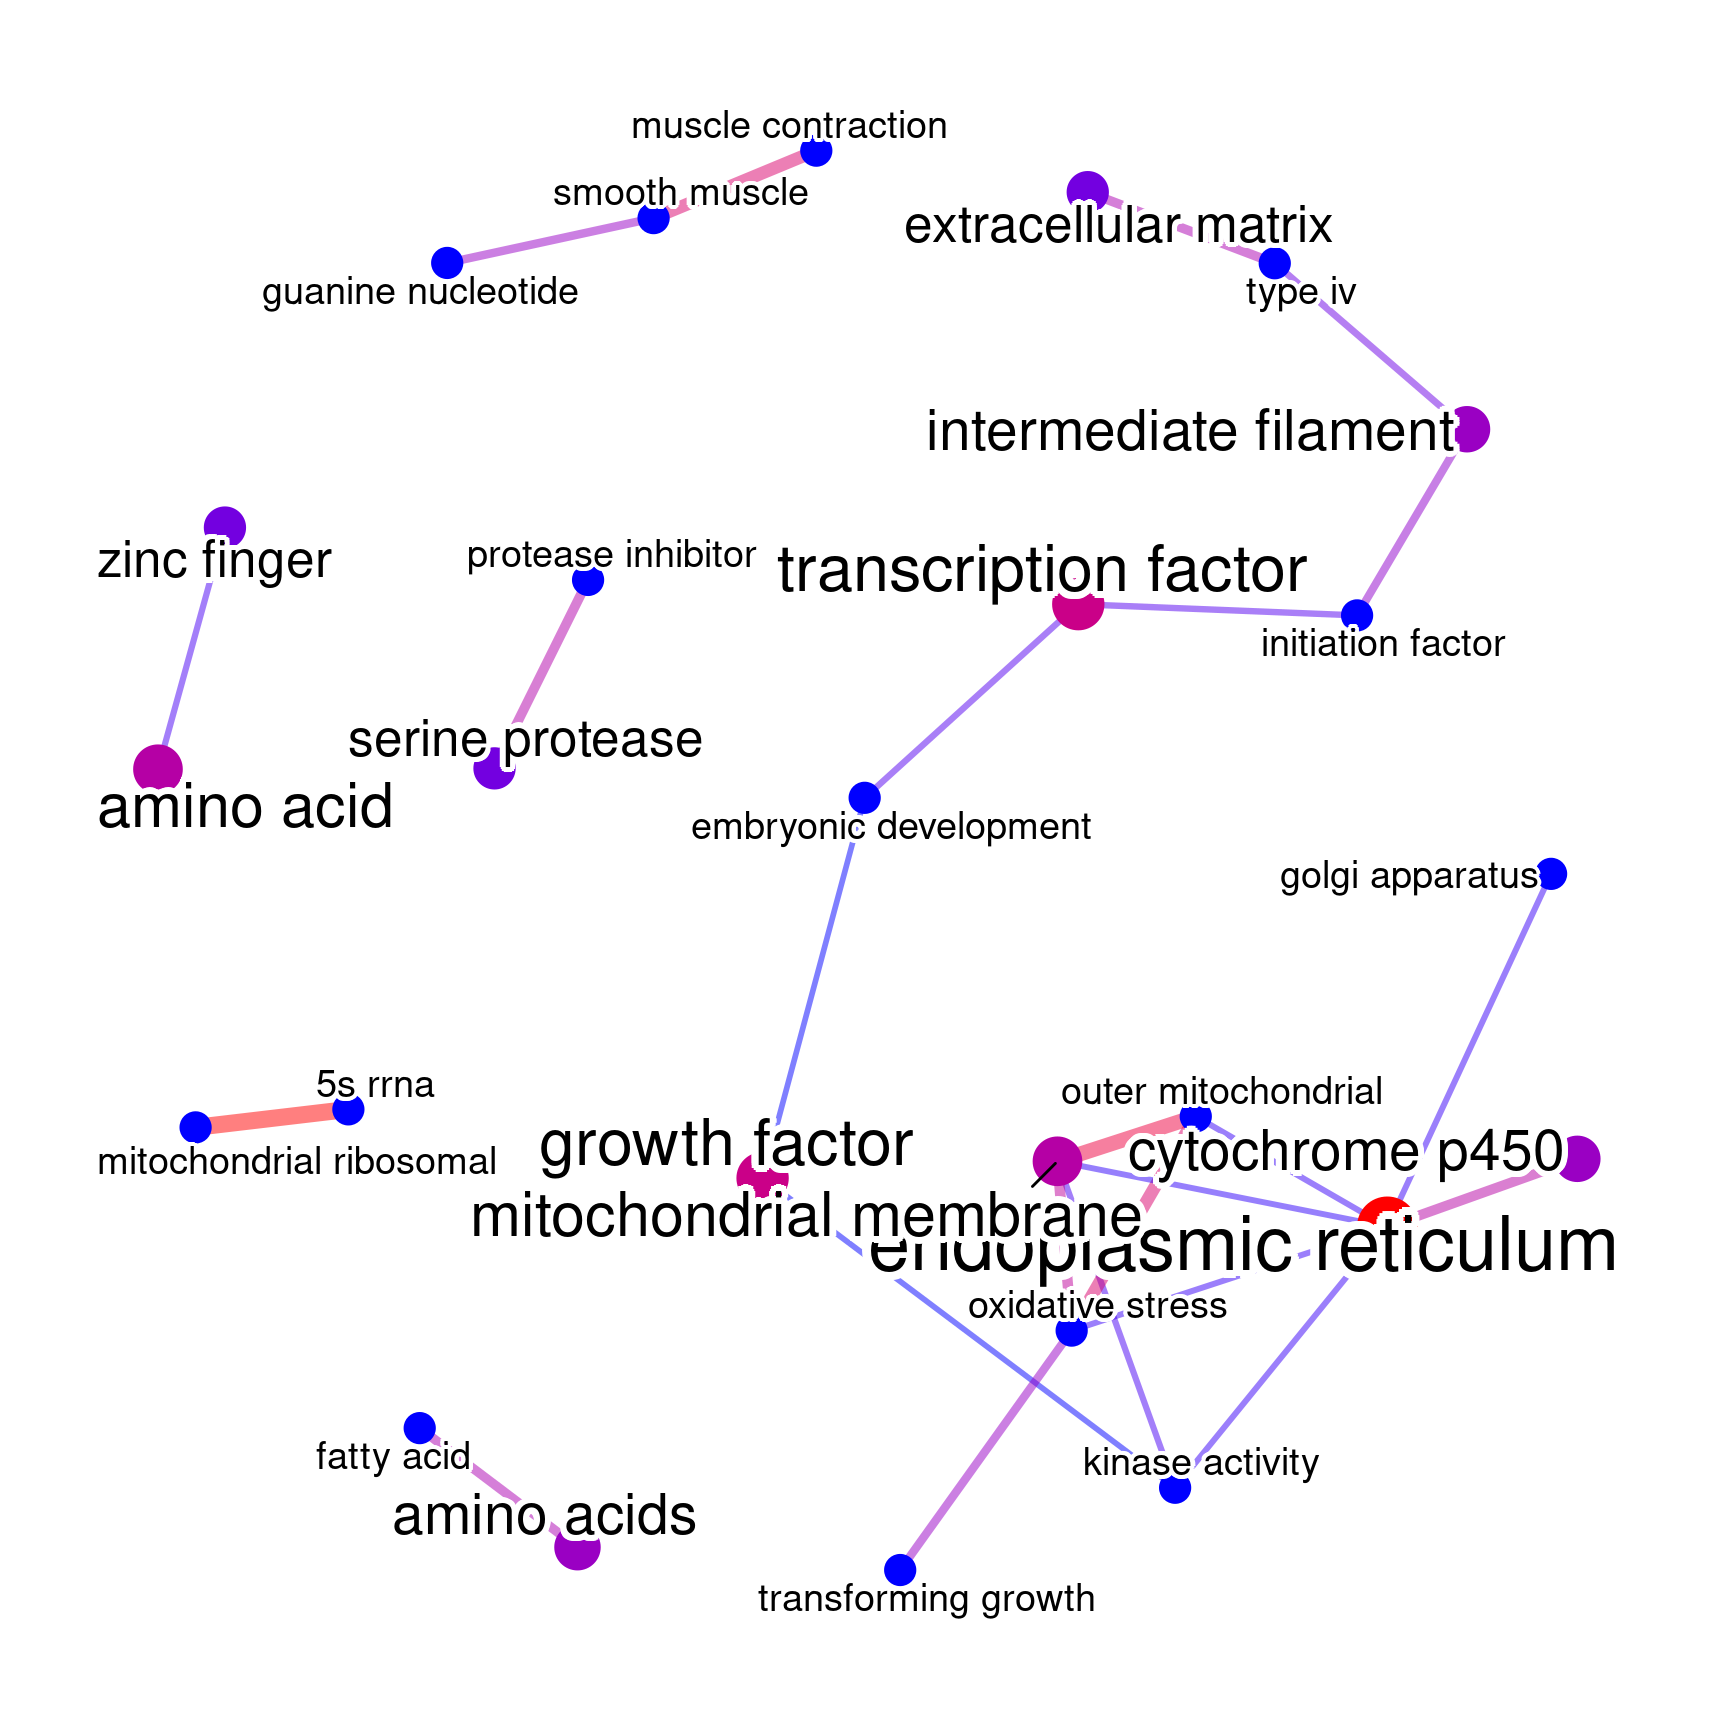 muscle contraction
smooth muscle
extracellular matrix
guanine nucleotide
type iv
intermediate filament
zinc finger
protease inhibitor
transcription factor
initiation factor
serine protease
amino acid
embryonic development
golgi apparatus
5s rrna
outer mitochondrial
mitochondrial ribosomal
growth factor
cytochrome p450
mitochondrial membrane
endoplasmic reticulum
oxidative stress
fatty acid
kinase activity
amino acids
transforming growth